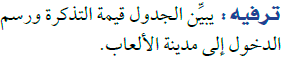 ترفيه: يبيِّن الجدول قيمة التذكرة ورسم
الدخول إلى مدينة الألعاب.